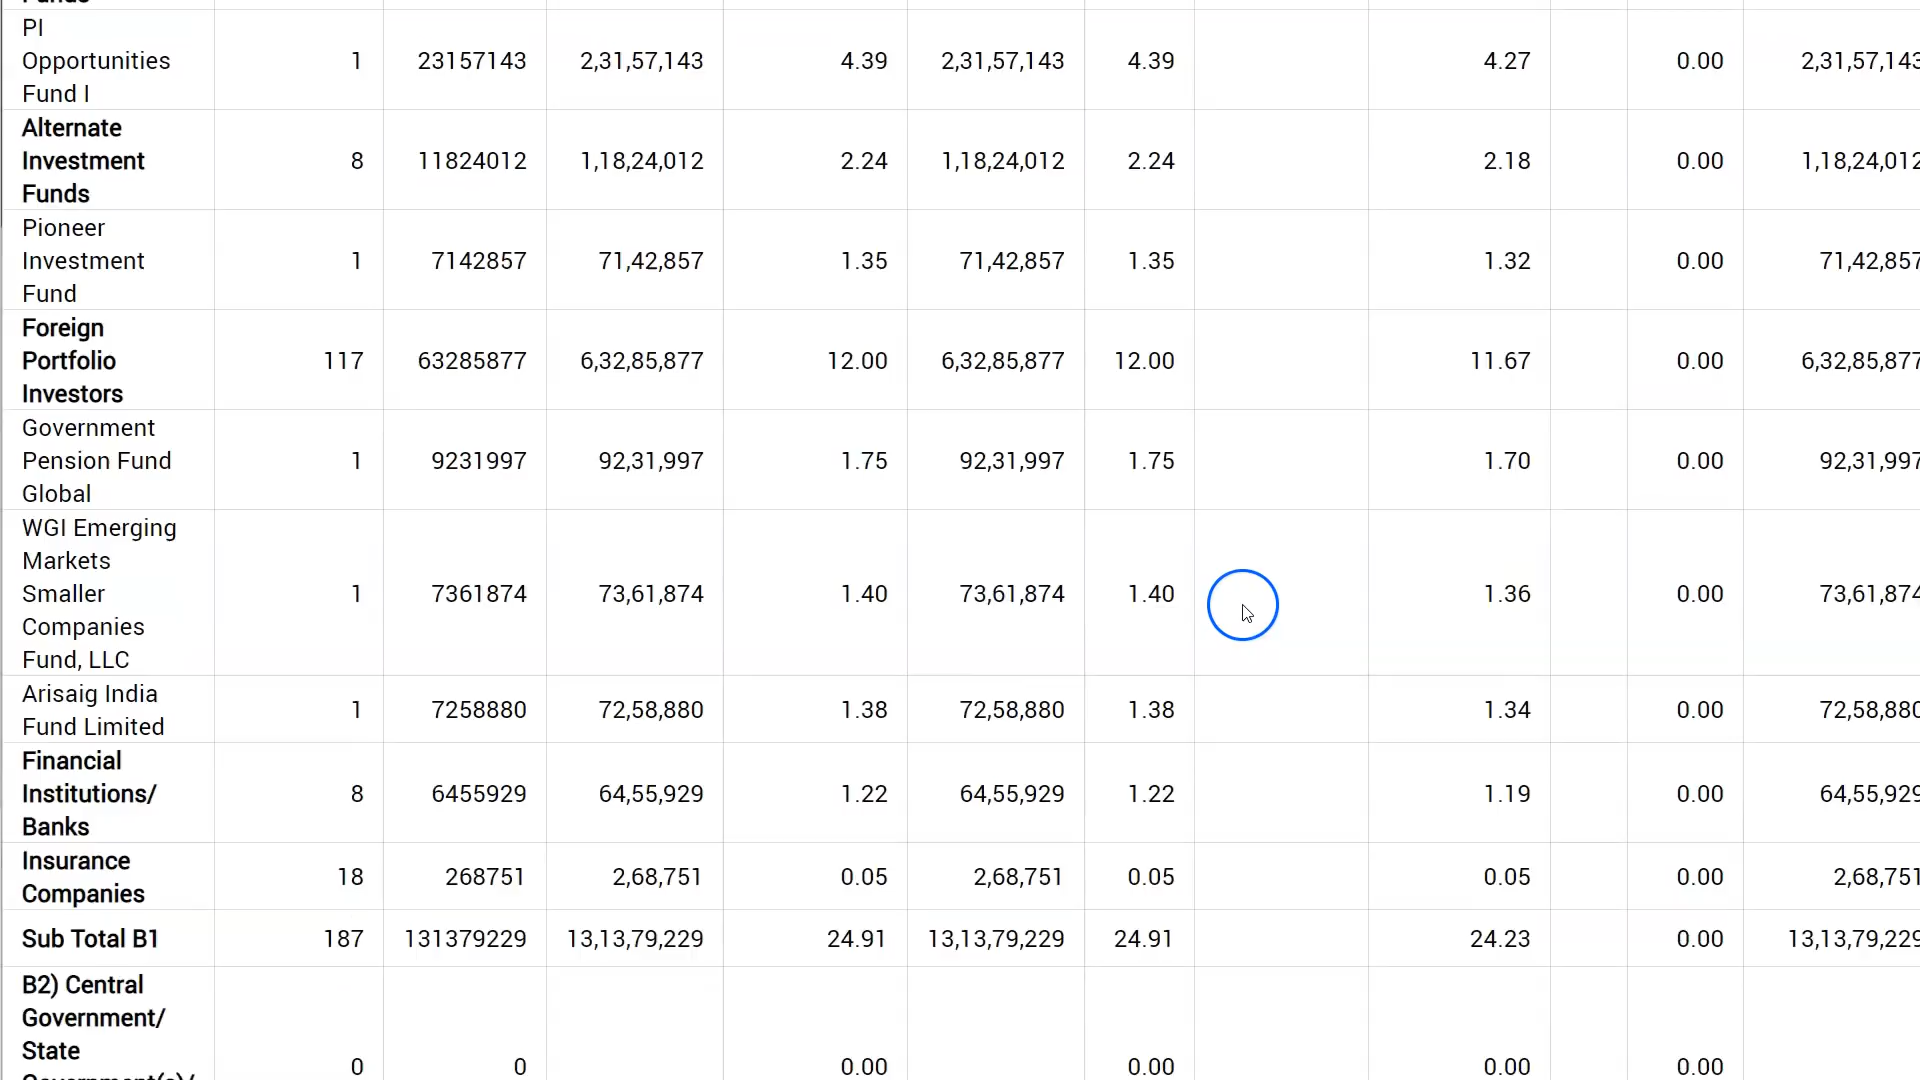 PI
Opportunities
Fund I
1 23157143 2,31,57,143 4.39 2,31,57,143 4.39 4.27 0.00 2,31,57,143
Alternate
Investment
Funds
8 11824012 1,18,24,012 2.24 1,18,24,012 2.24 2.18 0.00 1,18,24,012
Pioneer
Investment
Fund
1 7142857 71,42,857 1.35 71,42,857 1.35 1.32 0.00 71,42,857
Foreign
Portfolio
Investors
117 63285877 6,32,85,877 12.00 6,32,85,877 12.00 11.67 0.00 6,32,85,877
Government
Pension Fund
Global
1 9231997 92,31,997 1.75 92,31,997 1.75 1.70 0.00 92,31,997
WGI Emerging
Markets
Smaller
Companies
Fund, LLC
1 7361874 73,61,874 1.40 73,61,874 1.40 1.36 0.00 73,61,874
Arisaig India
Fund Limited
1 7258880 72,58,880 1.38 72,58,880 1.38 1.34 0.00 72,58,880
Financial
Institutions/
Banks
8 6455929 64,55,929 1.22 64,55,929 1.22 1.19 0.00 64,55,929
Insurance
Companies
18 268751 2,68,751 0.05 2,68,751 0.05 0.05 0.00 2,68,751
Sub Total B1 187 131379229 13,13,79,229 24.91 13,13,79,229 24.91 24.23 0.00 13,13,79,229
B2) Central
Government/
State
0 0 0.00 0.00 0.00 0.00